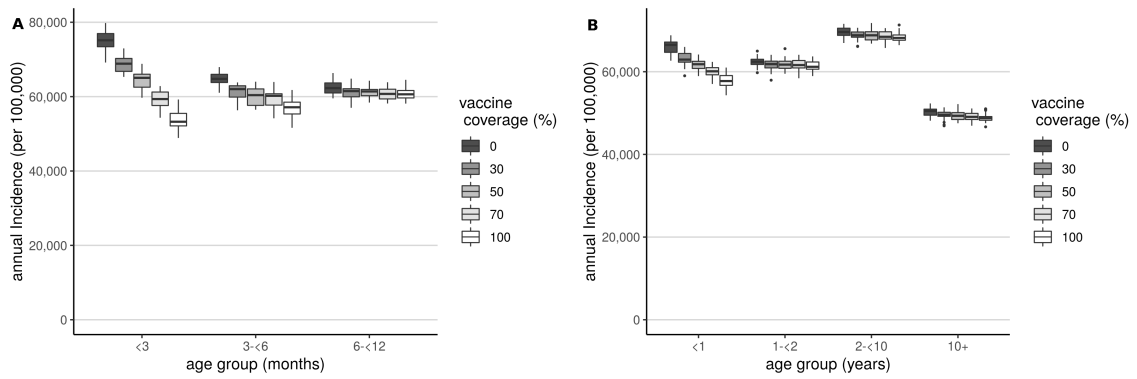 A
annual Incidence (per 100,000)
80,000
60,000
40,000
20,000
0
<3
3-<6
6-<12
age group (months)
vaccine
coverage (%)
0
30
50
70
100
B
annual Incidence (per 100,000)
60,000
40,000
20,000
0
<1
1-<2
2-<10
10+
age group (years)
vaccine
coverage (%)
0
30
50
70
100